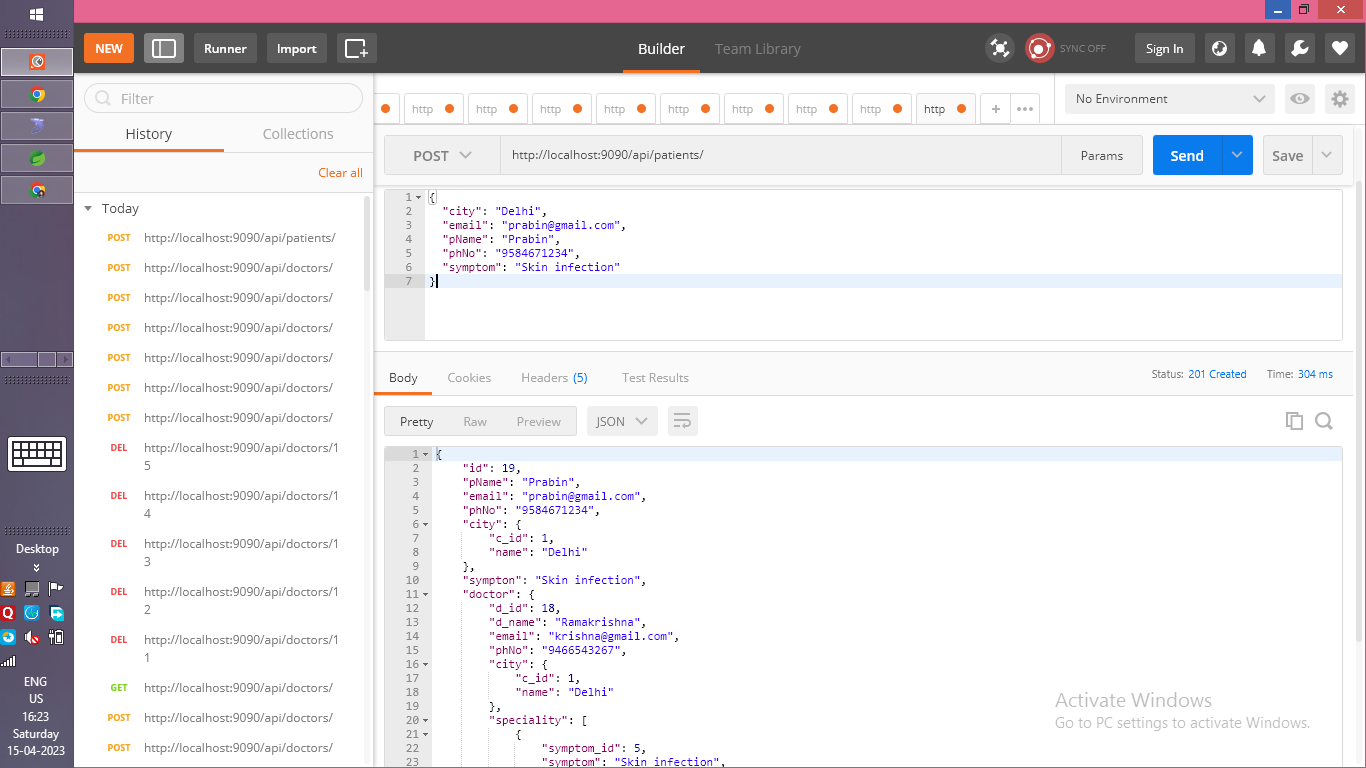 NEW
Runner
Import
Builder
Team Library
SYNC OFF
Sign In
Filter
History
Collections
Clear all
Today
POST http://localhost:9090/api/patients/
POST http://localhost:9090/api/doctors/
POST http://localhost:9090/api/doctors/
POST http://localhost:9090/api/doctors/
POST http://localhost:9090/api/doctors/
POST http://localhost:9090/api/doctors/
POST http://localhost:9090/api/doctors/
DEL http://localhost:9090/api/doctors/1
5
DEL http://localhost:9090/api/doctors/1
4
DEL http://localhost:9090/api/doctors/1
3
DEL http://localhost:9090/api/doctors/1
2
DEL http://localhost:9090/api/doctors/1
1
GET http://localhost:9090/api/doctors/
POST http://localhost:9090/api/doctors/
POST http://localhost:9090/api/doctors/
http http http http http http http http http + •••
No Environment
POST http://localhost:9090/api/patients/ Params Send Save
1 {
2 "city": "Delhi",
3 "email": "prabin@gmail.com",
4 "pName": "Prabin",
5 "phNo": "9584671234",
6 "symptom": "Skin infection"
7 }
Body Cookies Headers (5) Test Results Status: 201 Created Time: 304 ms
Pretty Raw Preview JSON
1 {
2 "id": 19,
3 "pName": "Prabin",
4 "email": "prabin@gmail.com",
5 "phNo": "9584671234",
6 "city": {
7 "c_id": 1,
8 "name": "Delhi"
9 },
10 "sympton": "Skin infection",
11 "doctor": {
12 "d_id": 18,
13 "d_name": "Ramakrishna",
14 "email": "krishna@gmail.com",
15 "phNo": "9466543267",
16 "city": {
17 "c_id": 1,
18 "name": "Delhi"
19 },
20 "speciality": [
21 {
22 "symptom_id": 5,
23 "symptom": "Skin infection",
Activate Windows
Go to PC settings to activate Windows.
Desktop
ENG
US
16:23
Saturday
15-04-2023